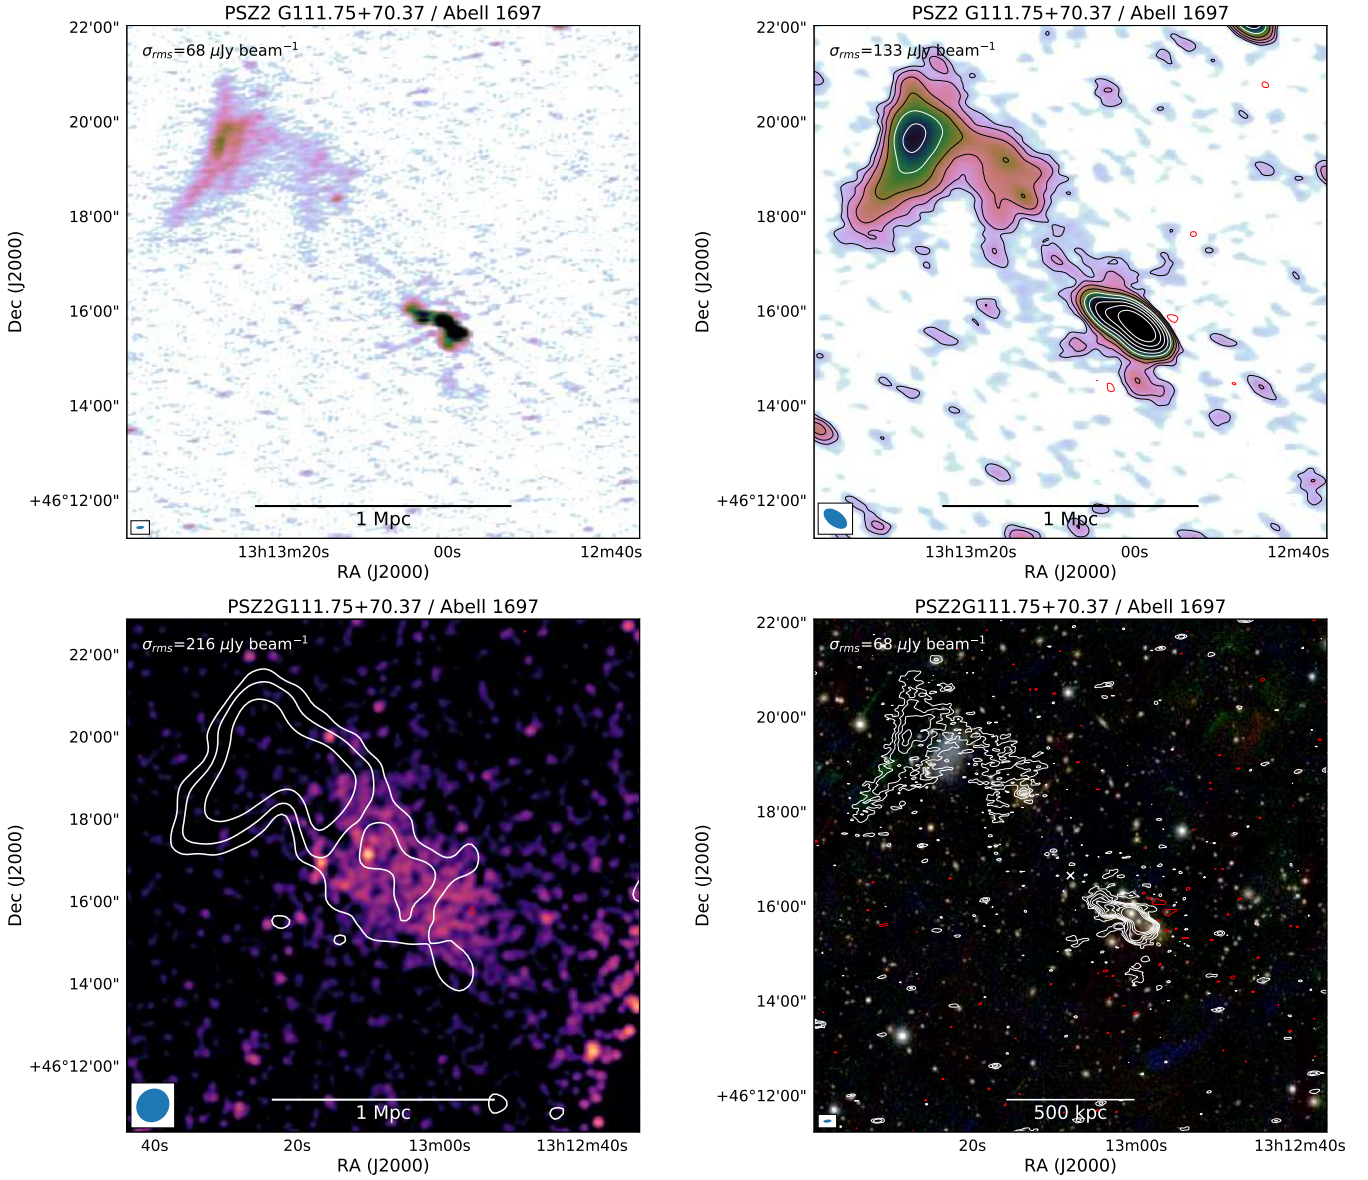 PSZ2 G111.75+70.37 / Abell 1697
σrms=68 μJy beam−1
22'00"
20'00"
18'00"
16'00"
14'00"
+46°12'00"
Dec (J2000)
1 Mpc
13h13m20s 00s 12m40s
RA (J2000)
PSZ2 G111.75+70.37 / Abell 1697
σrms=133 μJy beam−1
22'00"
20'00"
18'00"
16'00"
14'00"
+46°12'00"
Dec (J2000)
1 Mpc
13h13m20s 00s 12m40s
RA (J2000)
PSZ2G111.75+70.37 / Abell 1697
σrms=216 μJy beam−1
22'00"
20'00"
18'00"
16'00"
14'00"
+46°12'00"
Dec (J2000)
1 Mpc
40s 20s 13m00s 13h12m40s
RA (J2000)
PSZ2G111.75+70.37 / Abell 1697
σrms=68 μJy beam−1
22'00"
20'00"
18'00"
16'00"
14'00"
+46°12'00"
Dec (J2000)
500 kpc
20s 13m00s 13h12m40s
RA (J2000)